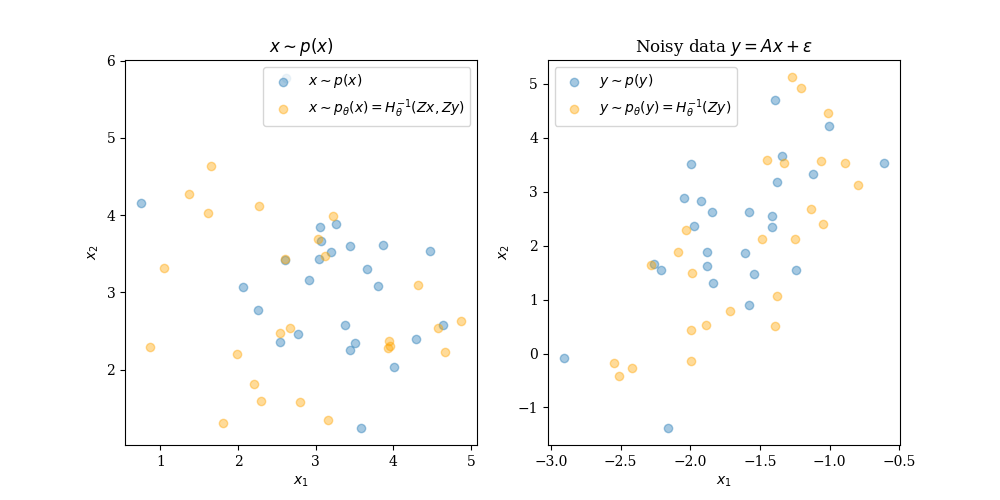 x ∼ p(x)
x ∼ p(x)
x ∼ p_θ(x) = H_θ^{-1}(Zx, Zy)
6
5
4
3
2
x_2
1
2
3
4
5
x_1
Noisy data y = Ax + ε
y ∼ p(y)
y ∼ p_θ(y) = H_θ^{-1}(Zy)
5
4
3
2
1
0
−1
x_2
−3.0
−2.5
−2.0
−1.5
−1.0
−0.5
x_1